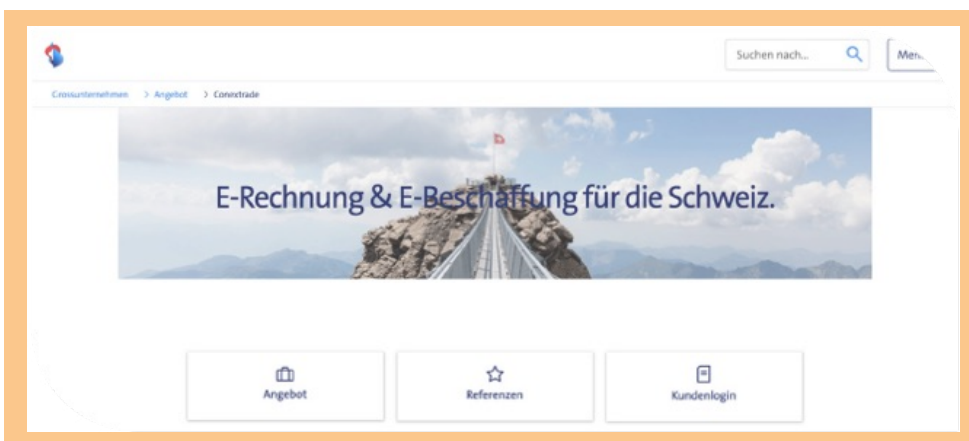 Suchen nach...
Grossunternehmen > Angebot > Conextrade
E-Rechnung & E-Beschaffung für die Schweiz.
Angebot
Referenzen
Kundenlogin